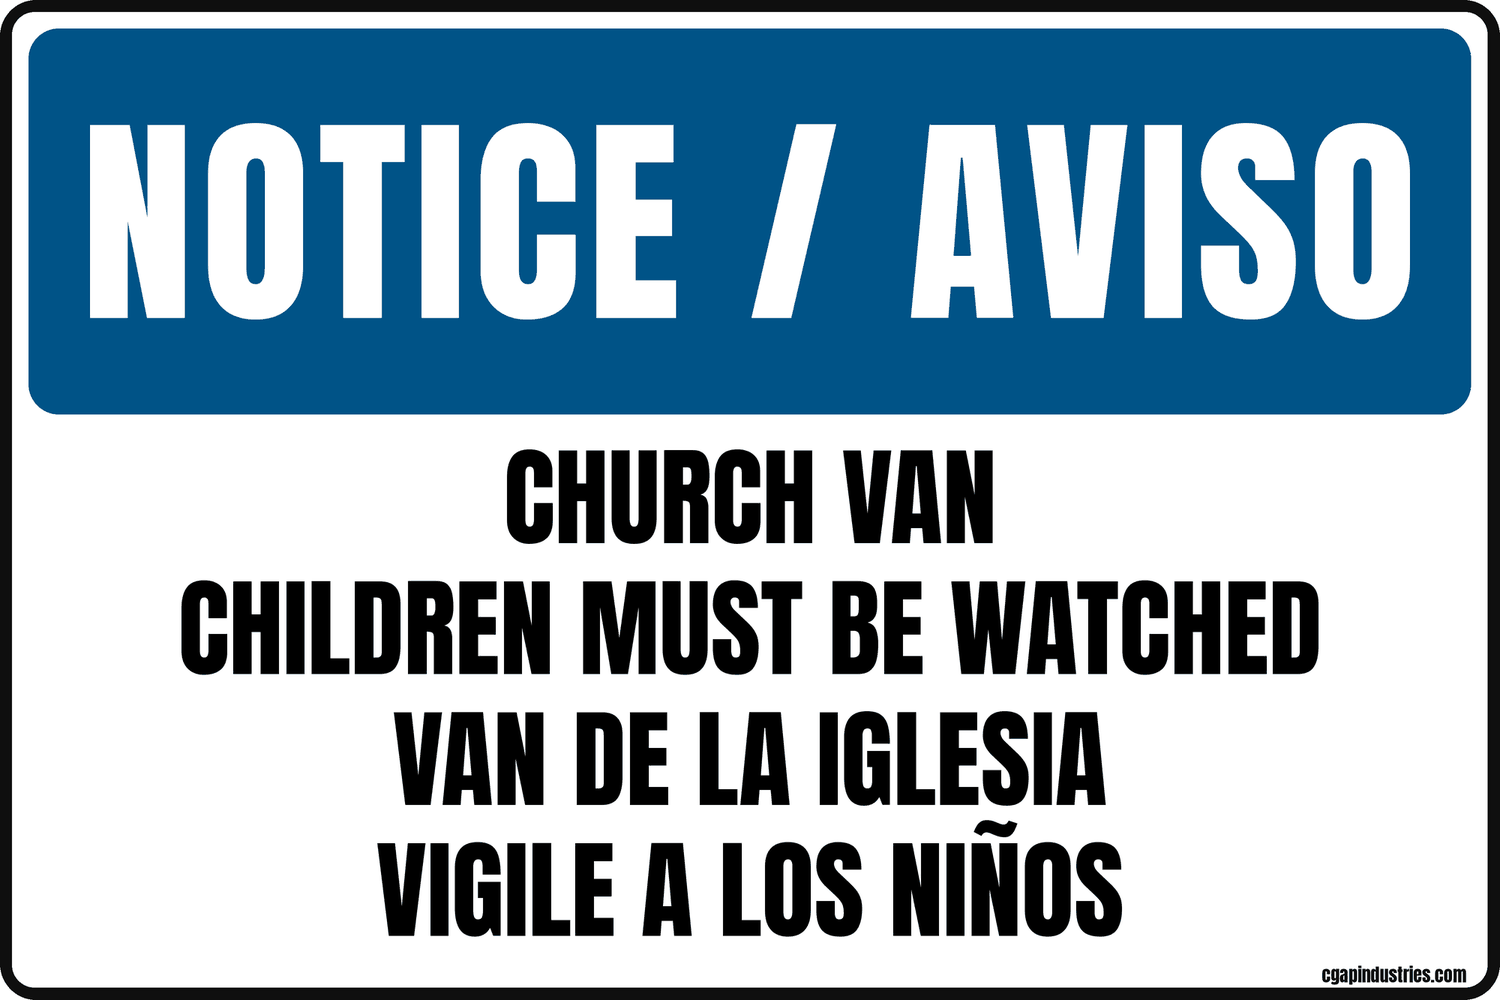 NOTICE / AVISO
CHURCH VAN
CHILDREN MUST BE WATCHED
VAN DE LA IGLESIA
VIGILE A LOS NIÑOS
cgapindustries.com